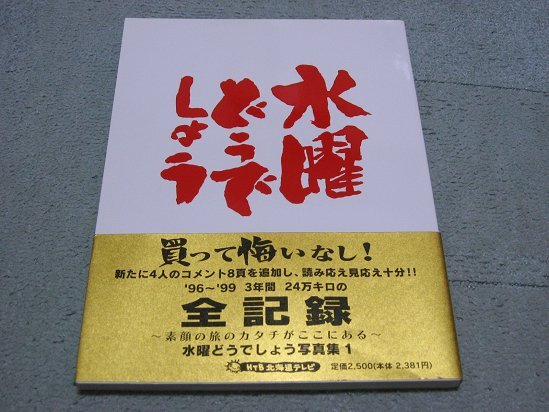 水曜
どうで
しょう
買って悔いなし!
新たに4人のコメント8頁を追加し、読み応え見応え十分!!
'96～'99 3年間 24万キロの
全記録
～素顔の旅のカタチがここにある～
水曜どうでしょう写真集1
HTB 北海道テレビ 定価2,500(本体 2,381円)